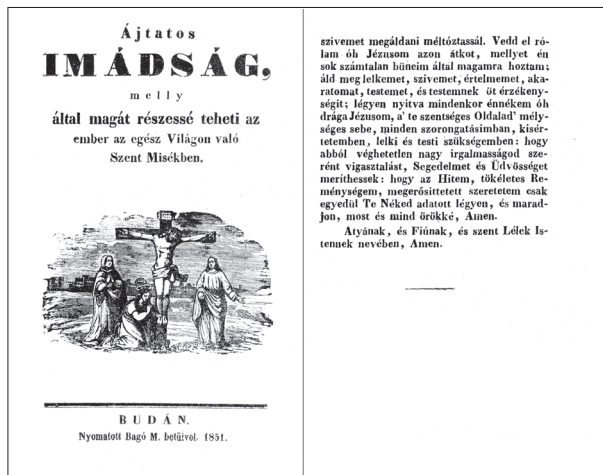 Ájtatos
IMÁDSÁG,
melly
által magát részessé teheti az
ember az egész Világon való
Szent Misékben.
BUDÁN.
Nyomatott Bagó M. betűivel. 1851.
szivemet megáldani méltóztassál. Vedd el ró-
lam óh Jézusom azon átkot, mellyet én
sok számtalan bűneim által magamra hoztam;
áld meg lelkemet, szivemet, értelmemet, aka-
ratomat, testemet, és testemnek öt érzékeny-
ségit; légyen nyitva mindenkor énnékem óh
drága Jézusom, a' te szentséges Oldalad' mély-
séges sebe, minden szorongatásimban, kisér-
tetemben, lelki és testi szükségemben: hogy
abból véghetetlen nagy irgalmasságod sze-
rént vigasztalást, Segedelmet és Üdvösséget
meríthessek: hogy az Hitem, tökéletes Re-
ménységem, megerősittetett szeretetem csak
egyedül Te Néked adatott légyen, és marad-
jon, most és mind örökké, Amen.
Atyának, és Fiúnak, és szent Lélek Is-
tennek nevében, Amen.